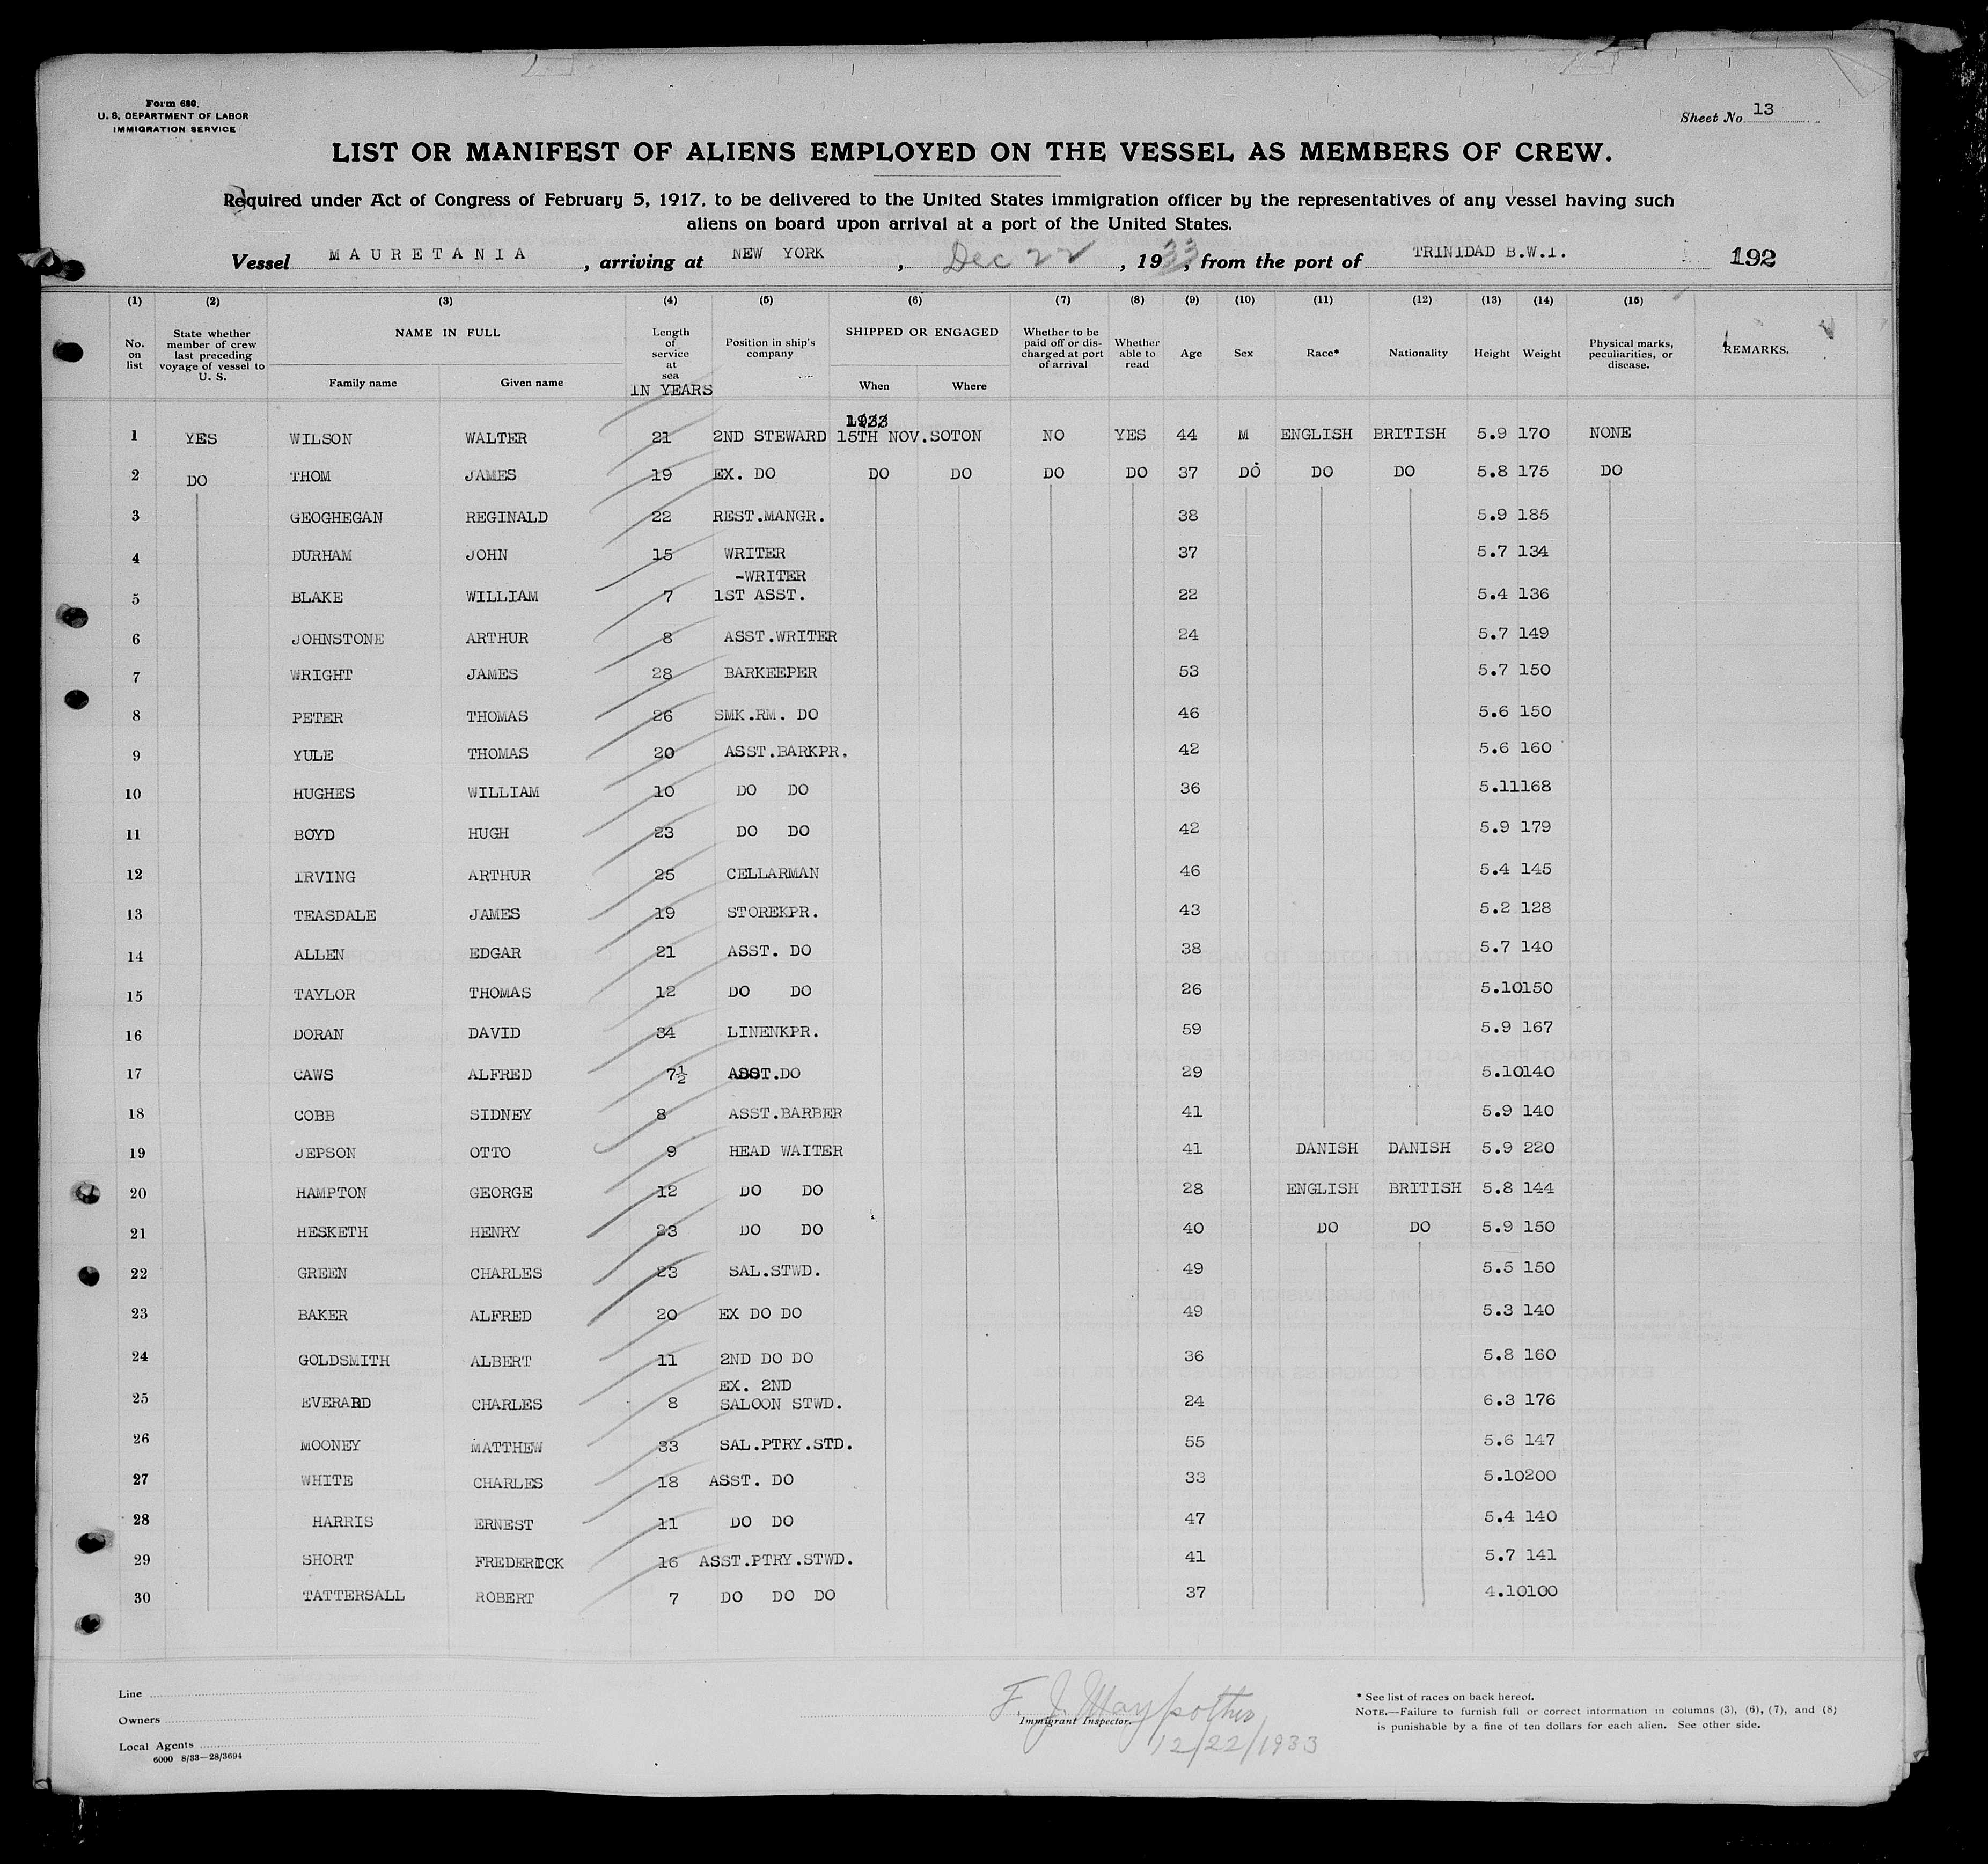 Form 680.
U. S. DEPARTMENT OF LABOR
IMMIGRATION SERVICE
Sheet No. 13
LIST OR MANIFEST OF ALIENS EMPLOYED ON THE VESSEL AS MEMBERS OF CREW.
Required under Act of Congress of February 5, 1917, to be delivered to the United States immigration officer by the representatives of any vessel having such
aliens on board upon arrival at a port of the United States.
Vessel MAURETANIA, arriving at NEW YORK, Dec 22, 1933, from the port of TRINIDAD B.W.I. 192
(1) (2) (3) (4) (5) (6) (7) (8) (9) (10) (11) (12) (13) (14) (15)
No. on list | State whether member of crew last preceding voyage of vessel to U. S. | NAME IN FULL Family name Given name | Length of service at sea IN YEARS | Position in ship's company | SHIPPED OR ENGAGED When Where | Whether to be paid off or discharged at port of arrival | Whether able to read | Age | Sex | Race* | Nationality | Height | Weight | Physical marks, peculiarities, or disease. | REMARKS.
1933
1 YES WILSON WALTER 21 2ND STEWARD 15TH NOV. SOTON NO YES 44 M ENGLISH BRITISH 5.9 170 NONE
2 DO THOM JAMES 19 EX. DO DO DO DO DO 37 DO DO DO 5.8 175 DO
3 GEOGHEGAN REGINALD 22 REST.MANGR. 38 5.9 185
4 DURHAM JOHN 15 WRITER 37 5.7 134
-WRITER
5 BLAKE WILLIAM 7 1ST ASST. 22 5.4 136
6 JOHNSTONE ARTHUR 8 ASST.WRITER 24 5.7 149
7 WRIGHT JAMES 28 BARKEEPER 53 5.7 150
8 PETER THOMAS 26 SMK.RM. DO 46 5.6 150
9 YULE THOMAS 20 ASST.BARKPR. 42 5.6 160
10 HUGHES WILLIAM 10 DO DO 36 5.11 168
11 BOYD HUGH 23 DO DO 42 5.9 179
12 IRVING ARTHUR 25 CELLARMAN 46 5.4 145
13 TEASDALE JAMES 19 STOREKPR. 43 5.2 128
14 ALLEN EDGAR 21 ASST. DO 38 5.7 140
15 TAYLOR THOMAS 12 DO DO 26 5.10 150
16 DORAN DAVID 34 LINENKPR. 59 5.9 167
17 CAWS ALFRED 7½ ASST.DO 29 5.10 140
18 COBB SIDNEY 8 ASST.BARBER 41 5.9 140
19 JEPSON OTTO 9 HEAD WAITER 41 DANISH DANISH 5.9 220
20 HAMPTON GEORGE 12 DO DO 28 ENGLISH BRITISH 5.8 144
21 HESKETH HENRY 23 DO DO 40 DO DO 5.9 150
22 GREEN CHARLES 23 SAL.STWD. 49 5.5 150
23 BAKER ALFRED 20 EX DO DO 49 5.3 140
24 GOLDSMITH ALBERT 11 2ND DO DO 36 5.8 160
EX. 2ND
25 EVERARD CHARLES 8 SALOON STWD. 24 6.3 176
26 MOONEY MATTHEW 33 SAL.PTRY.STD. 55 5.6 147
27 WHITE CHARLES 18 ASST. DO 33 5.10 200
28 HARRIS ERNEST 11 DO DO 47 5.4 140
29 SHORT FREDERICK 16 ASST.PTRY.STWD. 41 5.7 141
30 TATTERSALL ROBERT 7 DO DO DO 37 4.10 100
Line
Owners
Local Agents
6000 8/33—28/3694
F. J. Maypother
Immigrant Inspector.
12/22/1933
* See list of races on back hereof.
NOTE.—Failure to furnish full or correct information in columns (3), (6), (7), and (8)
is punishable by a fine of ten dollars for each alien. See other side.